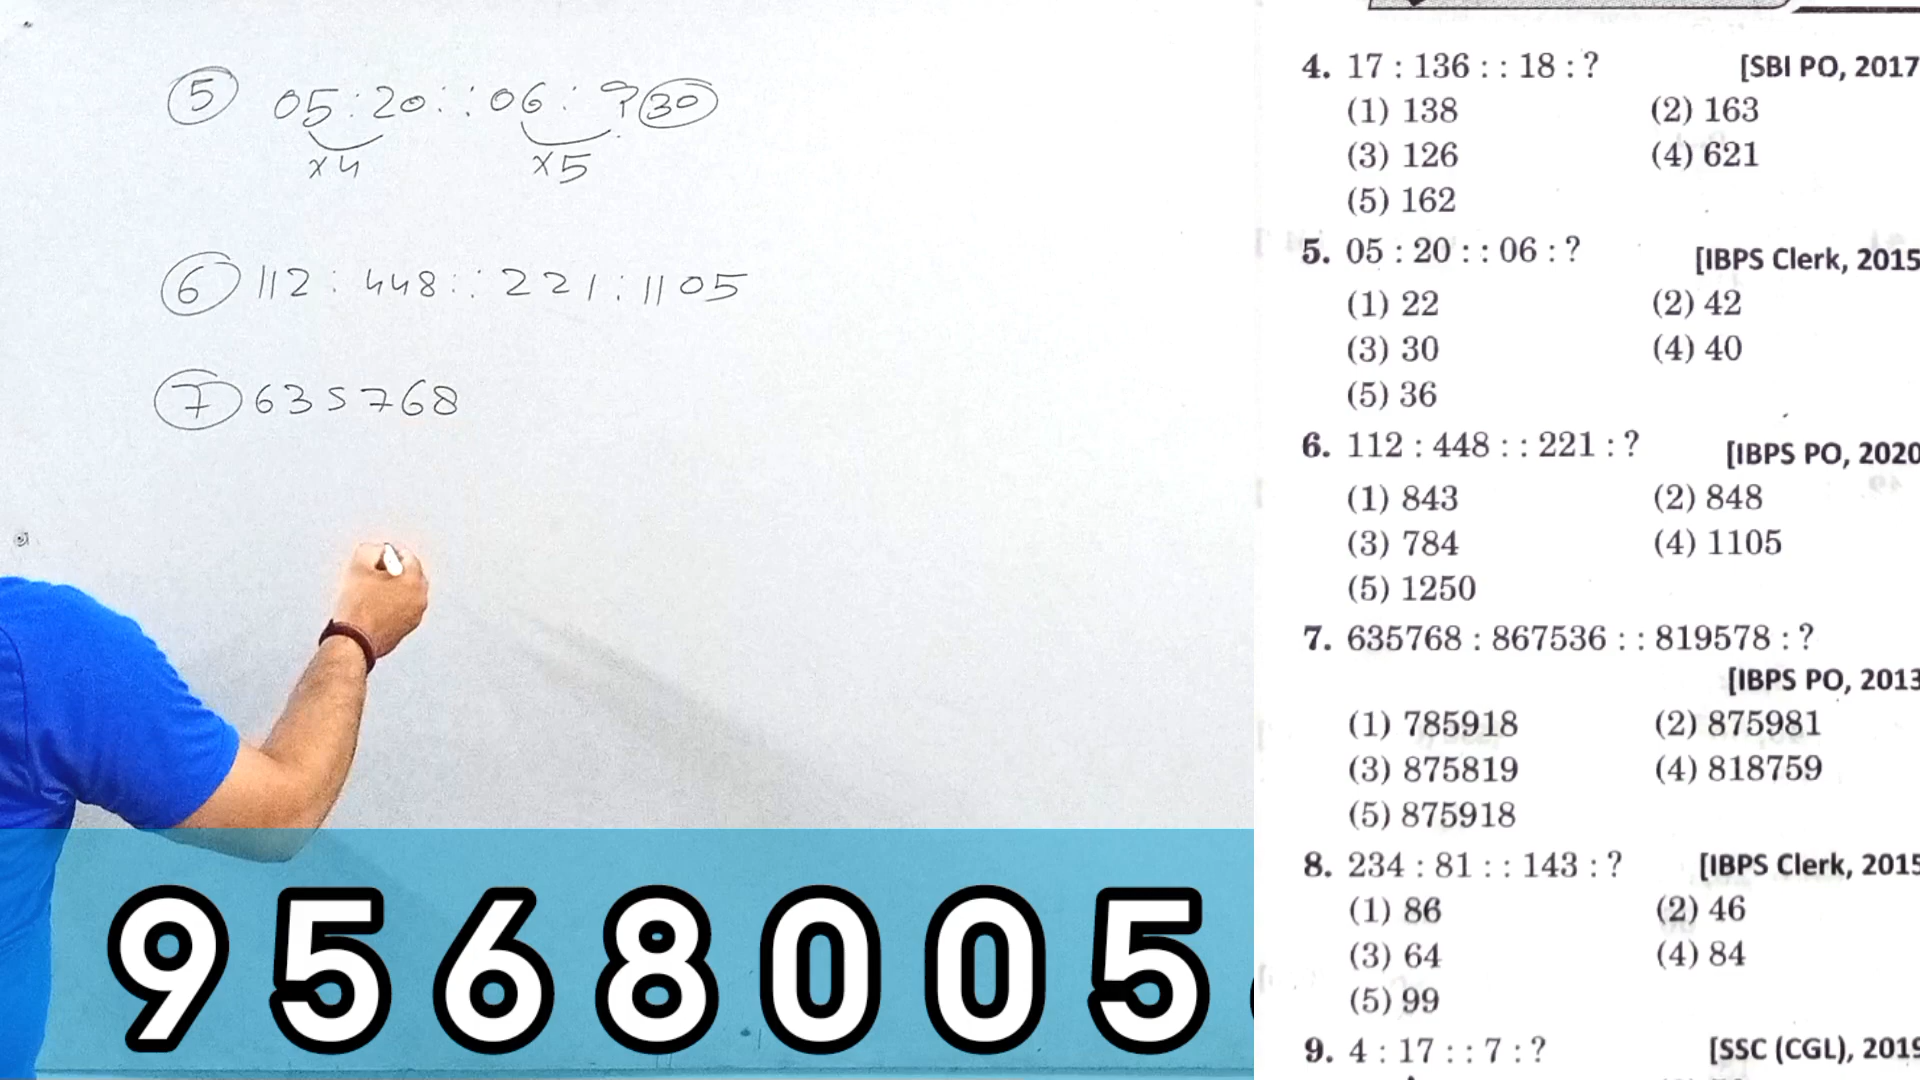 5 05 : 20 : : 06 : ? 30
×4 ×5
6 112 : 448 : : 221 : 1105
7 635768
9568005
4. 17 : 136 : : 18 : ? [SBI PO, 2017
(1) 138 (2) 163
(3) 126 (4) 621
(5) 162
5. 05 : 20 : : 06 : ? [IBPS Clerk, 2015
(1) 22 (2) 42
(3) 30 (4) 40
(5) 36
6. 112 : 448 : : 221 : ? [IBPS PO, 2020
(1) 843 (2) 848
(3) 784 (4) 1105
(5) 1250
7. 635768 : 867536 : : 819578 : ?
[IBPS PO, 2013
(1) 785918 (2) 875981
(3) 875819 (4) 818759
(5) 875918
8. 234 : 81 : : 143 : ? [IBPS Clerk, 2015
(1) 86 (2) 46
(3) 64 (4) 84
(5) 99
9. 4 : 17 : : 7 : ? [SSC (CGL), 2019